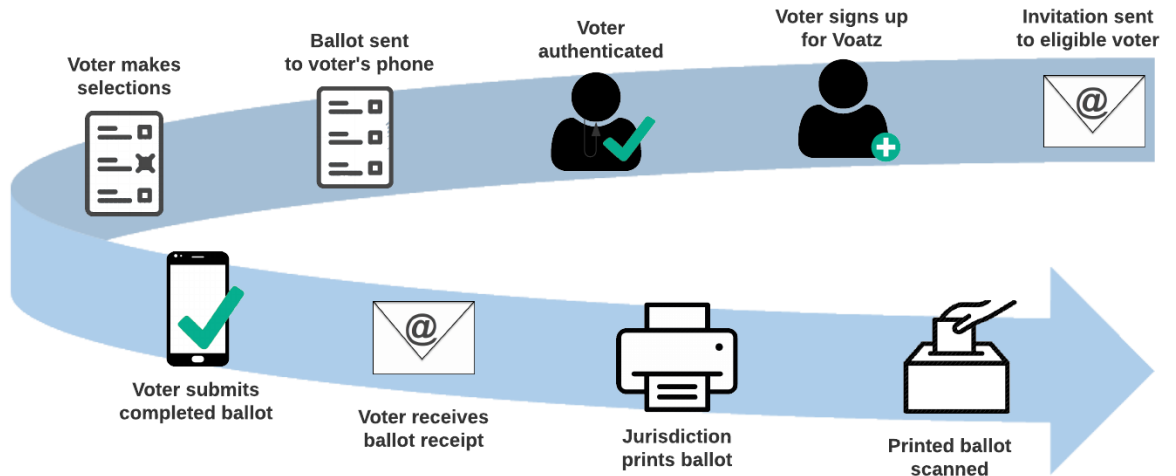 Voter makes
selections
Ballot sent
to voter's phone
Voter
authenticated
Voter signs up
for Voatz
Invitation sent
to eligible voter
@
Voter submits
completed ballot
@
Voter receives
ballot receipt
Jurisdiction
prints ballot
Printed ballot
scanned